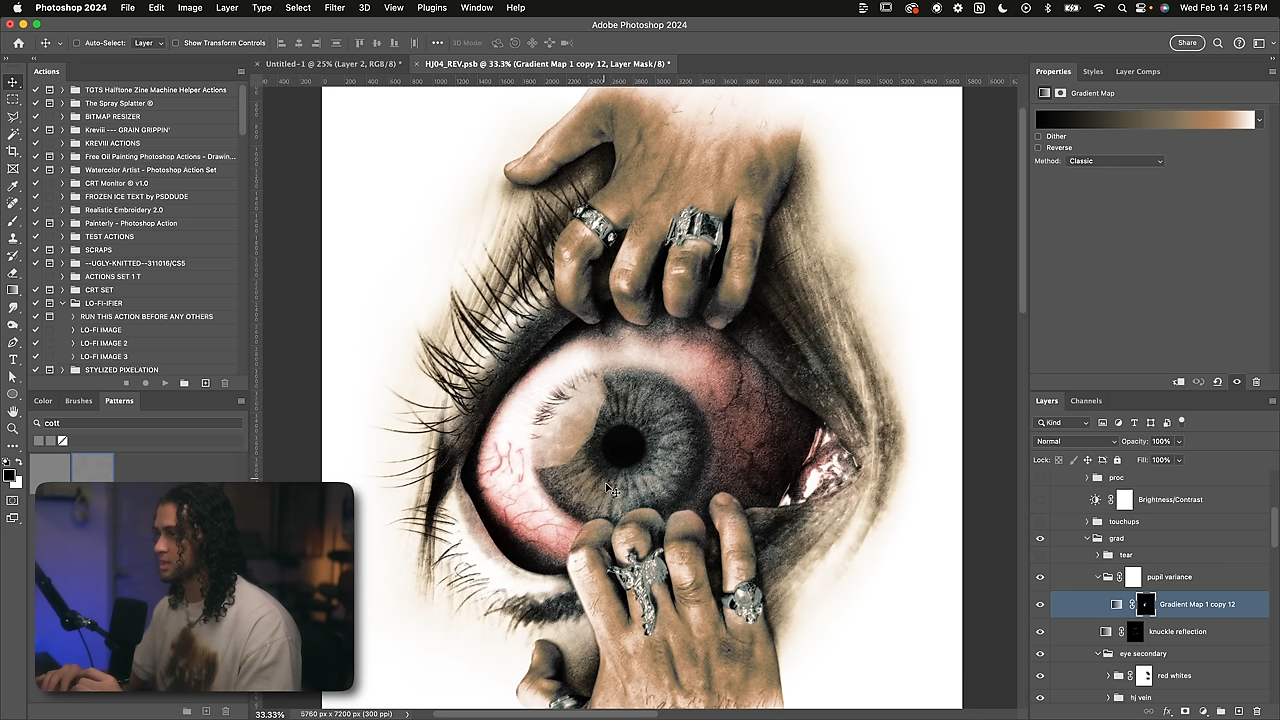 Photoshop 2024 File Edit Image Layer Type Select Filter 3D View Plugins Window Help Wed Feb 14 2:15 PM
Adobe Photoshop 2024
Auto-Select: Layer Show Transform Controls 3D Mode: Share
Untitled-1 @ 25% (Layer 2, RGB/8) *
HJ04_REV.psb @ 33.3% (Gradient Map 1 copy 12, Layer Mask/8) *
Actions
1473 Halftone Rine Machine Helper Actions
The Spray Splatter ©
BITMAP RESIZER
Kreviii --- GRAIN GRIPPIN'
KREVIII ACTIONS
Free Oil Painting Photoshop Actions - Drawin...
Watercolor Artist - Photoshop Action Set
CRT Monitor ® v1.0
FROZEN ICE TEXT by PSDDUDE
Realistic Embroidery 2.0
Painterly - Photoshop Action
TEST ACTIONS
SCRAPS
--UGLY-KNITTED--311016/CS5
ACTIONS SET 1 T
CRT SET
LO-FI-IFIER
RUN THIS ACTION BEFORE ANY OTHERS
LO-FI IMAGE
LO-FI IMAGE 2
LO-FI IMAGE 3
STYLIZED PIXELATION
Color Brushes Patterns
cott
33.33% 5760 px x 7200 px (300 ppi)
Properties Styles Layer Comps
Gradient Map
Dither
Reverse
Method: Classic
Layers Channels
Kind
Normal Opacity: 100%
Lock: Fill: 100%
proc
Brightness/Contrast
touchups
grad
tear
pupil variance
Gradient Map 1 copy 12
knuckle reflection
eye secondary
red whites
hj vein